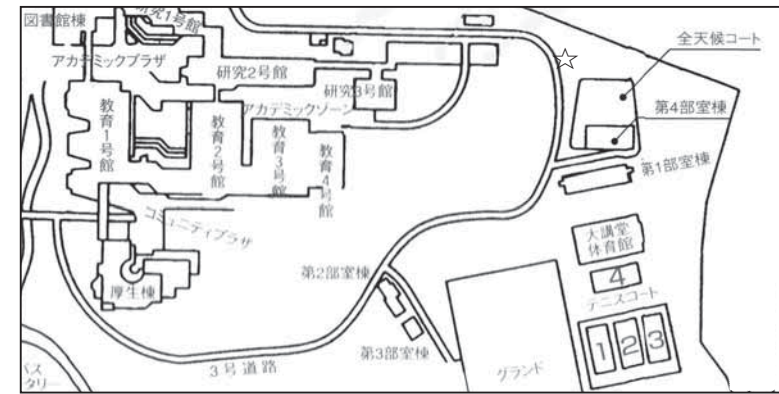 図書館棟
研究1号館
アカデミックプラザ
研究2号館
研究3号館
アカデミックゾーン
教育1号館
教育2号館
教育3号館
教育4号館
コミュニティプラザ
厚生棟
☆
全天候コート
第4部室棟
第1部室棟
大講堂
体育館
4
テニスコート
1 2 3
第2部室棟
第3部室棟
グランド
3号道路
バス
タリー